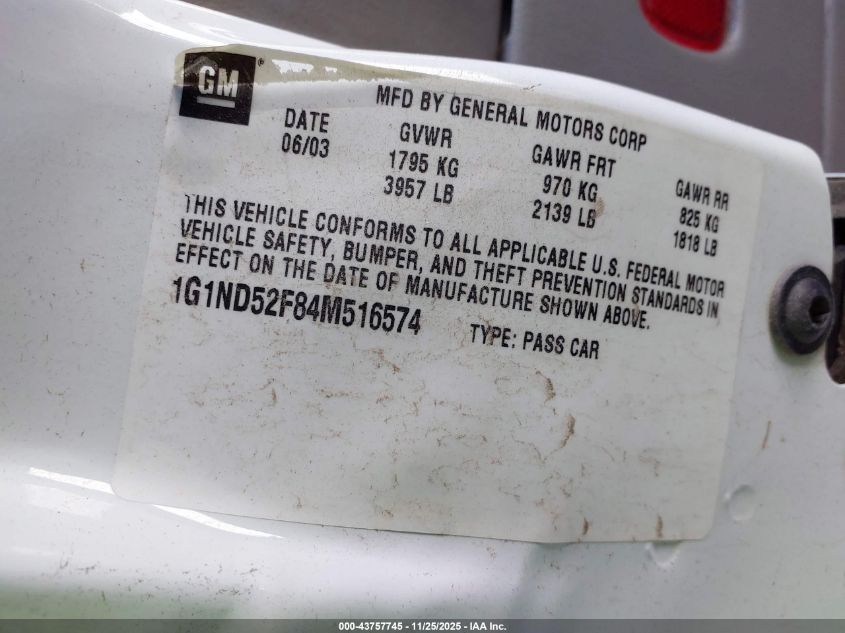 GM ®
MFD BY GENERAL MOTORS CORP
DATE GVWR GAWR FRT GAWR RR
06/03 1795 KG 970 KG 825 KG
3957 LB 2139 LB 1818 LB
THIS VEHICLE CONFORMS TO ALL APPLICABLE U.S. FEDERAL MOTOR
VEHICLE SAFETY, BUMPER, AND THEFT PREVENTION STANDARDS IN
EFFECT ON THE DATE OF MANUFACTURE SHOWN ABOVE.
1G1ND52F84M516574 TYPE: PASS CAR
000-43757745 - 11/25/2025 - IAA Inc.